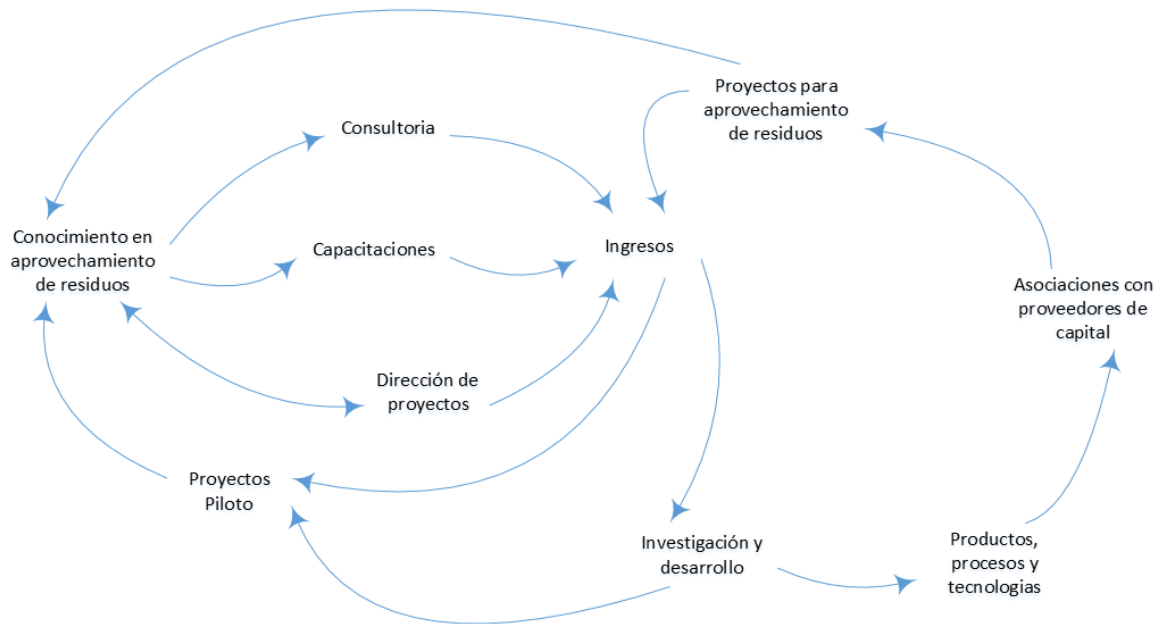 Proyectos para
aprovechamiento
de residuos
Consultoria
Conocimiento en
aprovechamiento
de residuos
Capacitaciones
Ingresos
Asociaciones con
proveedores de
capital
Dirección de
proyectos
Proyectos
Piloto
Investigación y
desarrollo
Productos,
procesos y
tecnologias